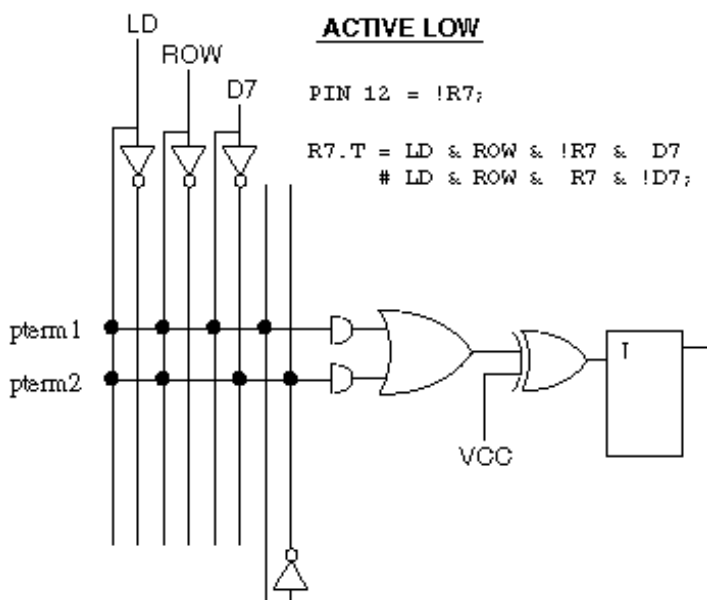 LD
ACTIVE LOW
ROW
D7
PIN 12 = !R7;
R7.T = LD & ROW & !R7 & D7
# LD & ROW & R7 & !D7;
pterm1
pterm2
T
VCC